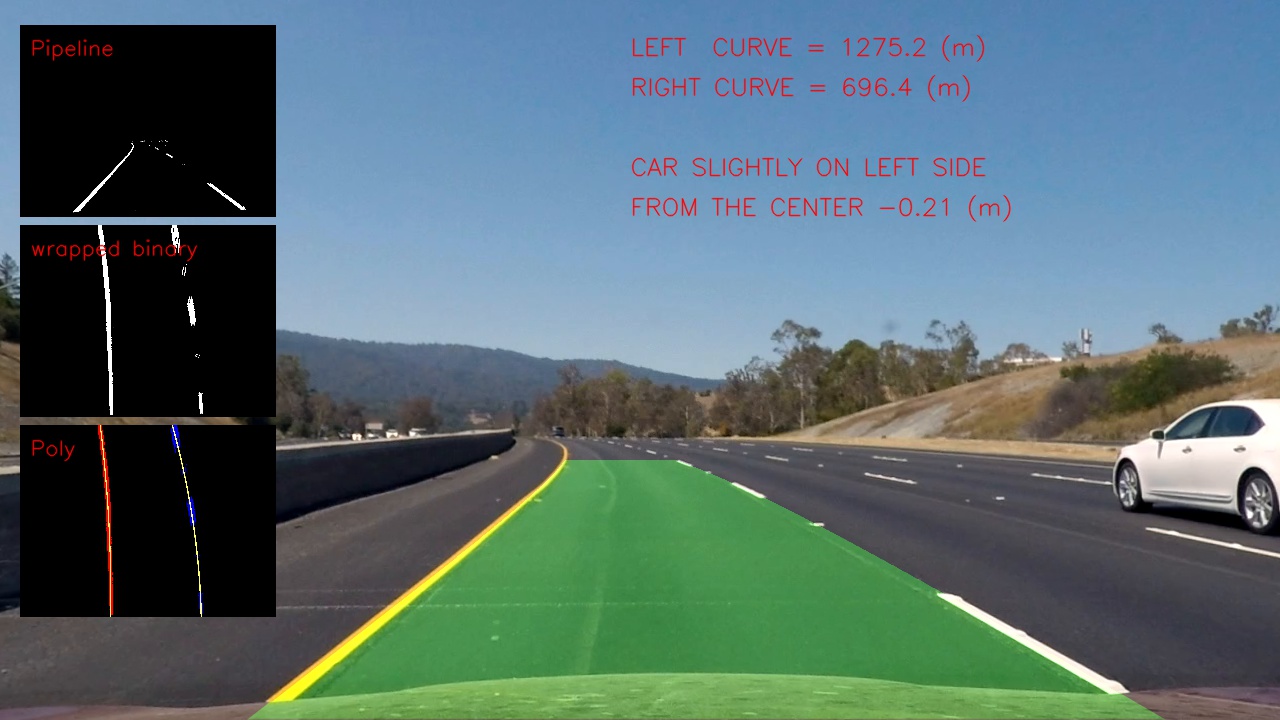 Pipeline
wrapped binary
Poly
LEFT CURVE = 1275.2 (m)
RIGHT CURVE = 696.4 (m)
CAR SLIGHTLY ON LEFT SIDE
FROM THE CENTER -0.21 (m)